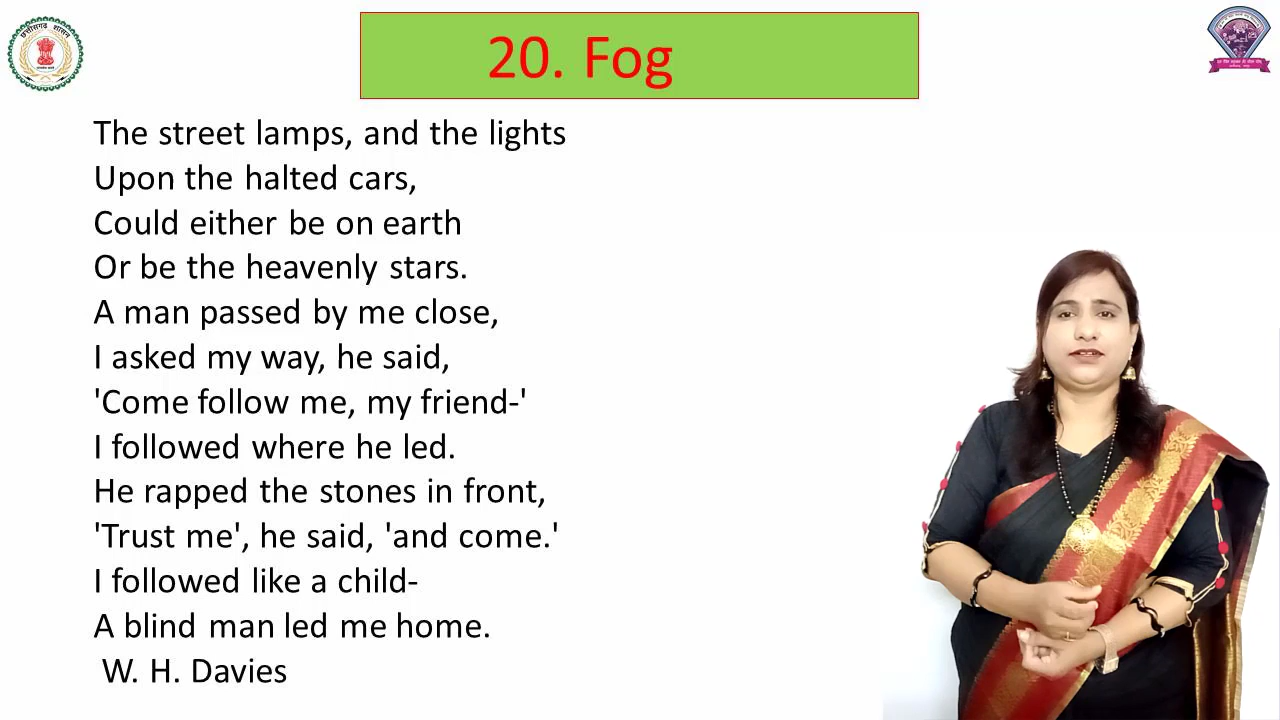 छत्तीसगढ़ शासन
20. Fog
The street lamps, and the lights
Upon the halted cars,
Could either be on earth
Or be the heavenly stars.
A man passed by me close,
I asked my way, he said,
'Come follow me, my friend-'
I followed where he led.
He rapped the stones in front,
'Trust me', he said, 'and come.'
I followed like a child-
A blind man led me home.
W. H. Davies